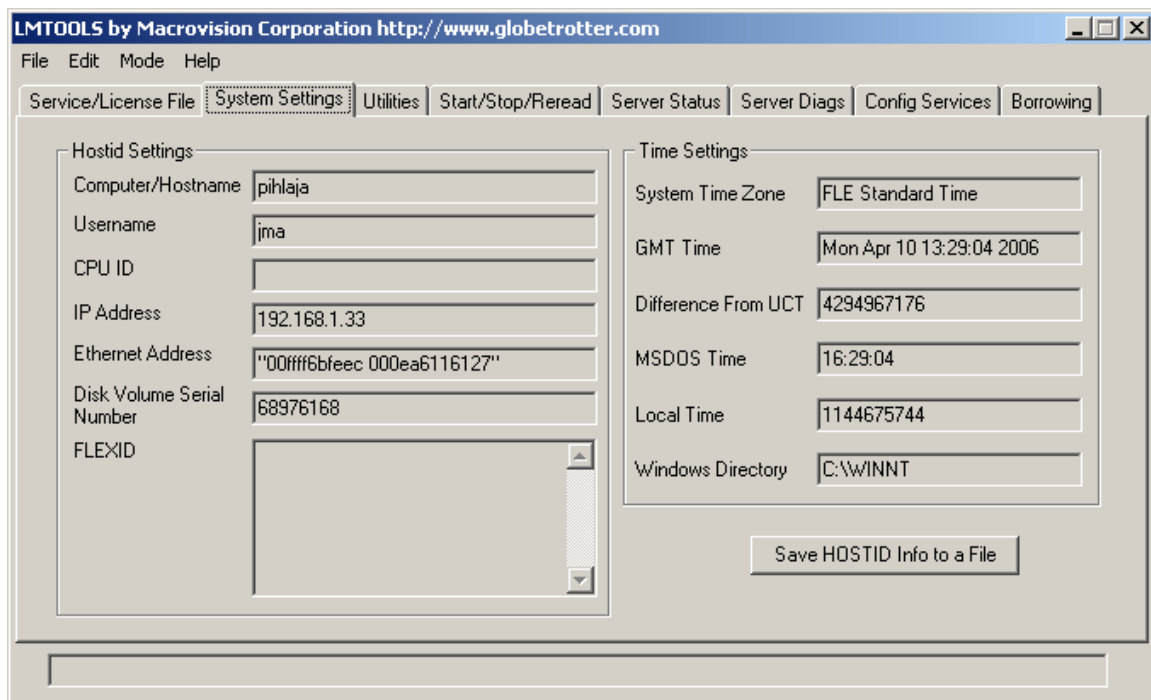 LMTOOLS by Macrovision Corporation http://www.globetrotter.com
File Edit Mode Help
Service/License File System Settings Utilities Start/Stop/Reread Server Status Server Diags Config Services Borrowing
Hostid Settings
Computer/Hostname pihlaja
Username jma
CPU ID
IP Address 192.168.1.33
Ethernet Address "00ffff6bfeec 000ea6116127"
Disk Volume Serial
Number 68976168
FLEXID
Time Settings
System Time Zone FLE Standard Time
GMT Time Mon Apr 10 13:29:04 2006
Difference From UCT 4294967176
MSDOS Time 16:29:04
Local Time 1144675744
Windows Directory C:\WINNT
Save HOSTID Info to a File